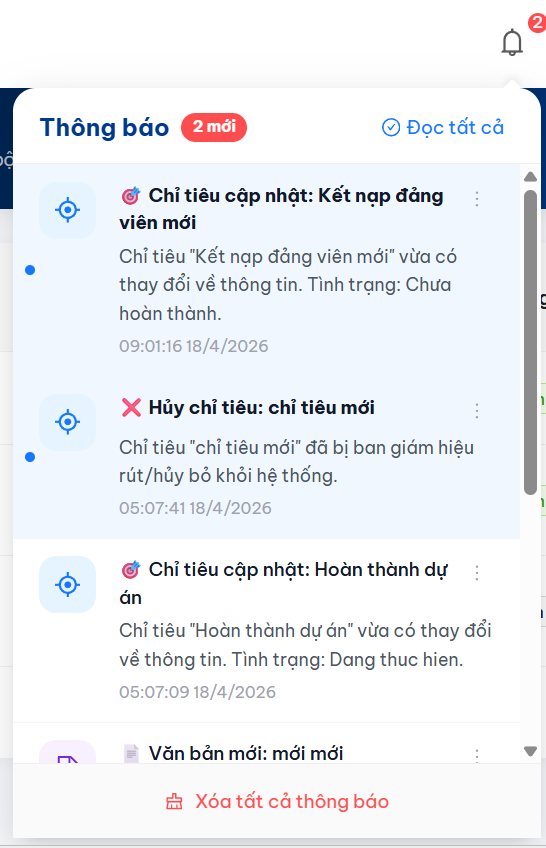 2
Thông báo 2 mới Đọc tất cả
🎯 Chỉ tiêu cập nhật: Kết nạp đảng
viên mới
Chỉ tiêu "Kết nạp đảng viên mới" vừa có
thay đổi về thông tin. Tình trạng: Chưa
hoàn thành.
09:01:16 18/4/2026
❌ Hủy chỉ tiêu: chỉ tiêu mới
Chỉ tiêu "chỉ tiêu mới" đã bị ban giám hiệu
rút/hủy bỏ khỏi hệ thống.
05:07:41 18/4/2026
🎯 Chỉ tiêu cập nhật: Hoàn thành dự
án
Chỉ tiêu "Hoàn thành dự án" vừa có thay đổi
về thông tin. Tình trạng: Dang thuc hien.
05:07:09 18/4/2026
📄 Văn bản mới: mới mới
Xóa tất cả thông báo